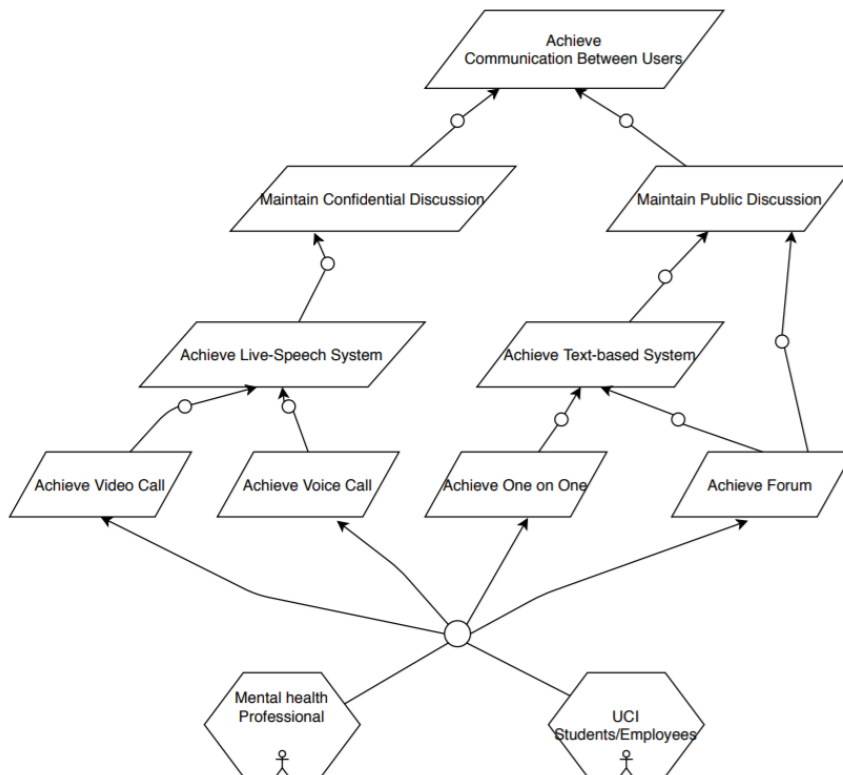 Achieve
Communication Between Users
Maintain Confidential Discussion
Maintain Public Discussion
Achieve Live-Speech System
Achieve Text-based System
Achieve Video Call
Achieve Voice Call
Achieve One on One
Achieve Forum
Mental health
Professional
UCI
Students/Employees